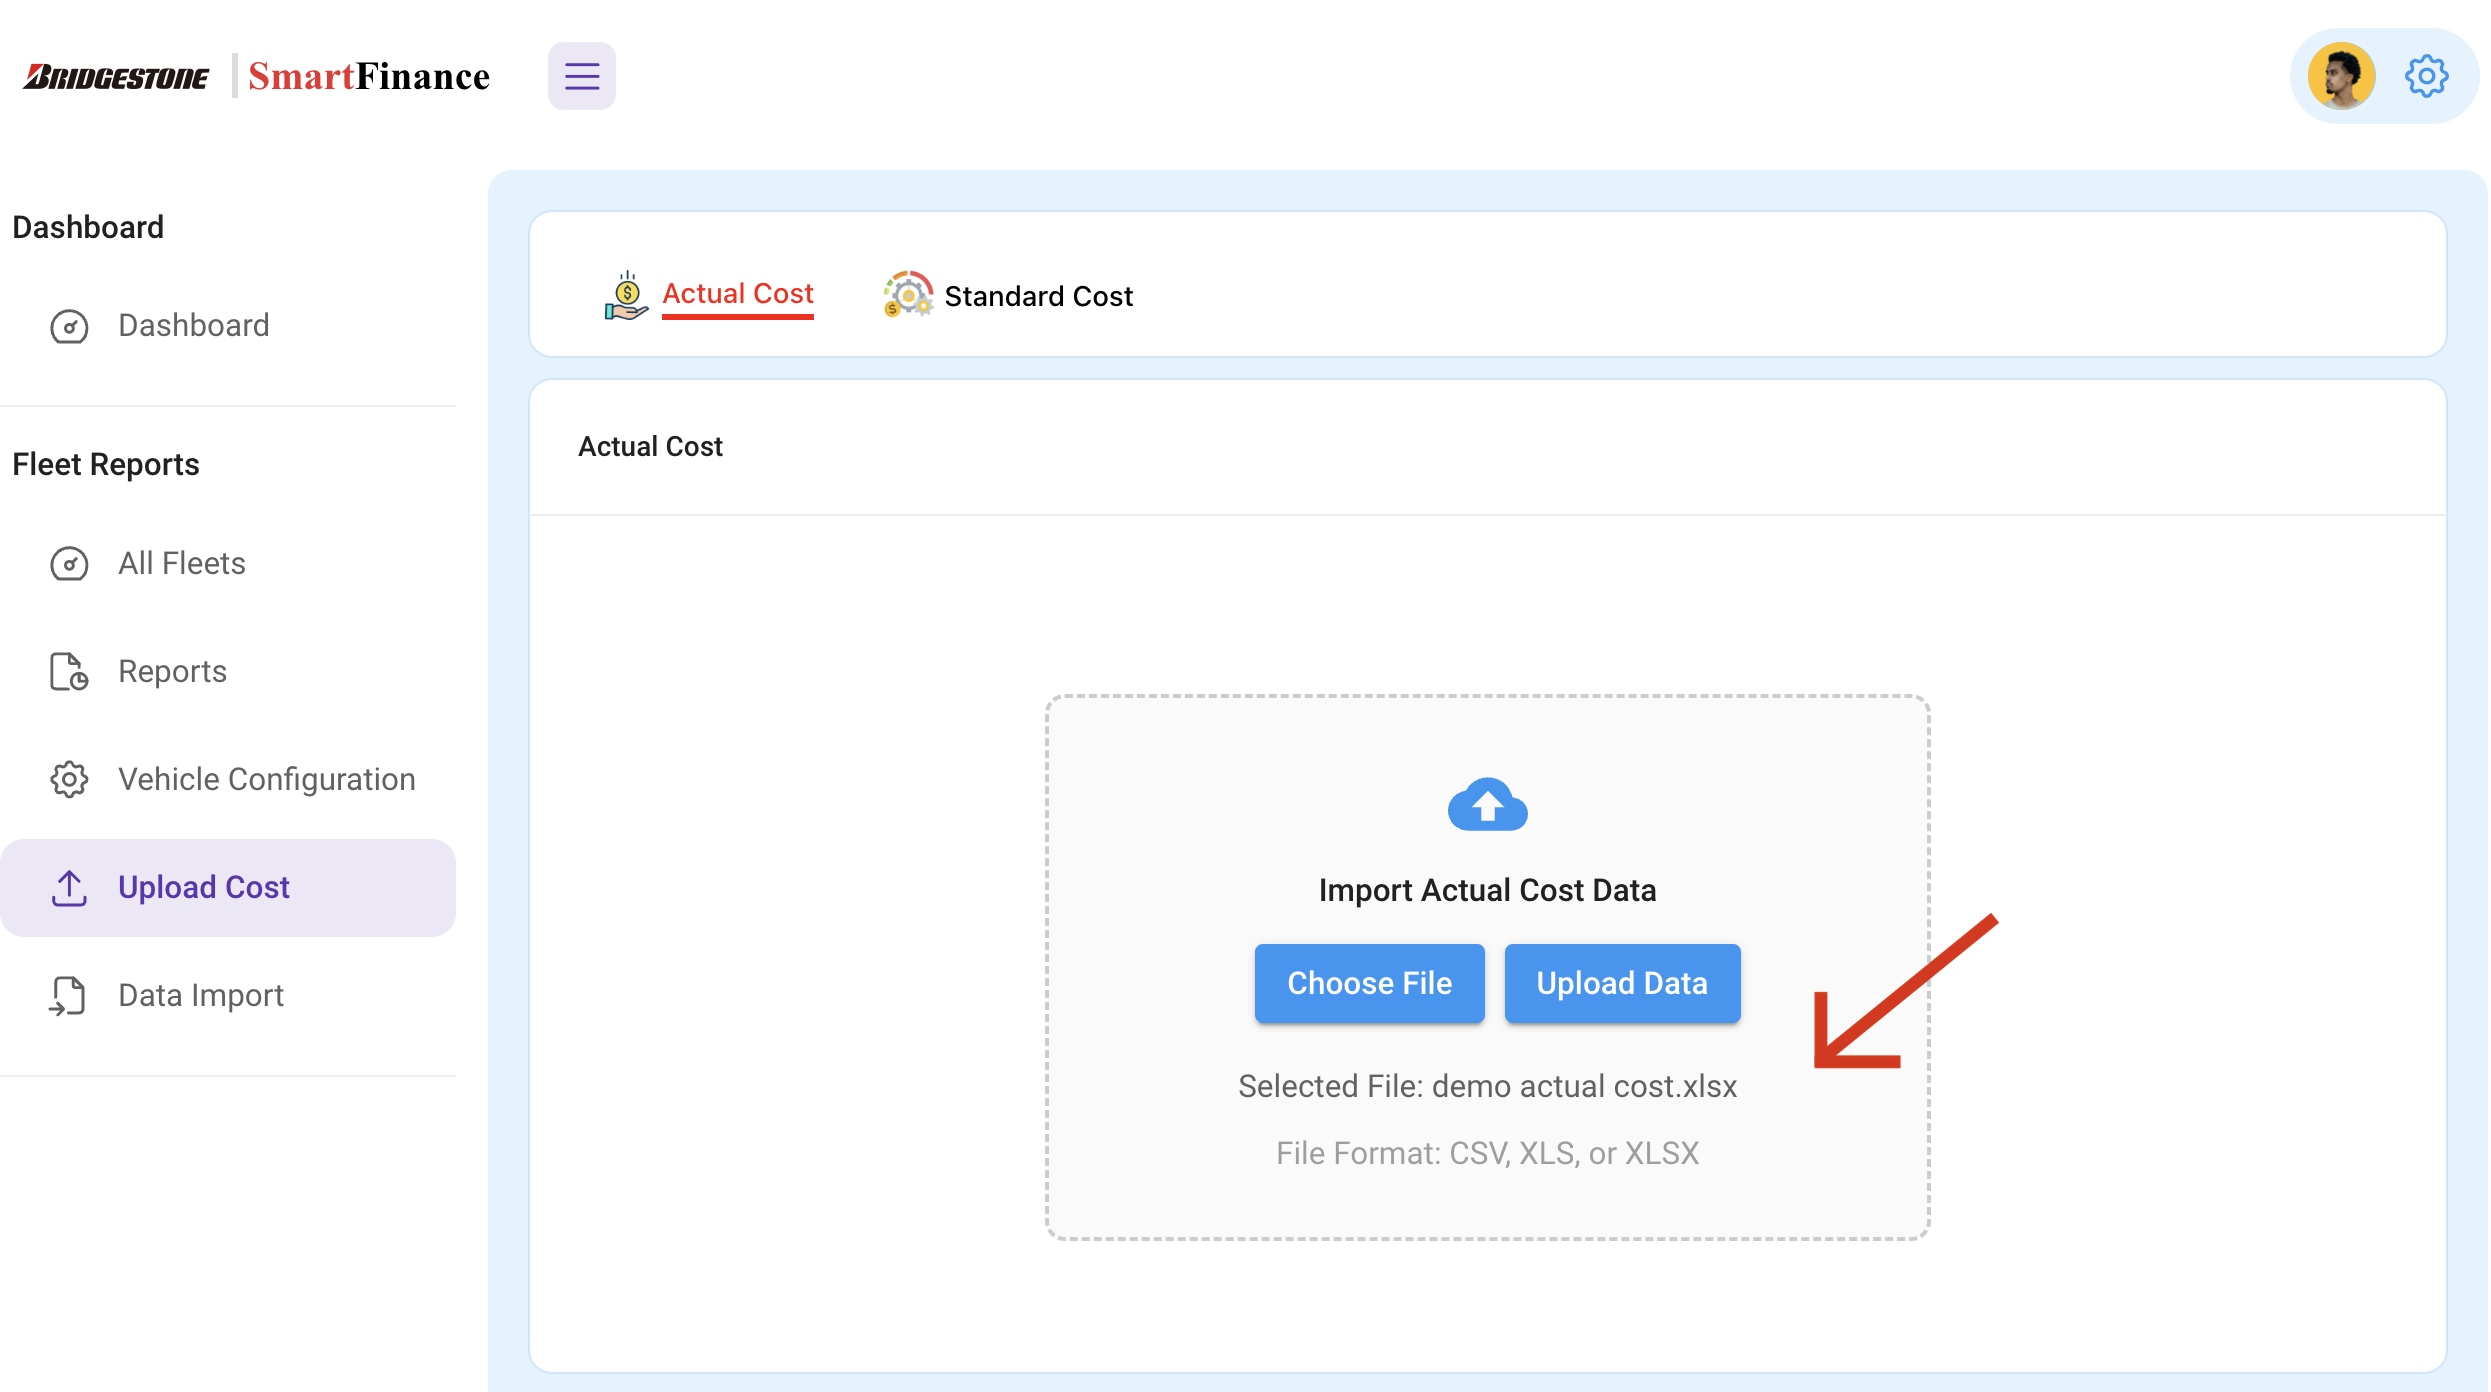 BRIDGESTONE SmartFinance
Dashboard
Dashboard
Fleet Reports
All Fleets
Reports
Vehicle Configuration
Upload Cost
Data Import
Actual Cost
Standard Cost
Actual Cost
Import Actual Cost Data
Choose File
Upload Data
Selected File: demo actual cost.xlsx
File Format: CSV, XLS, or XLSX